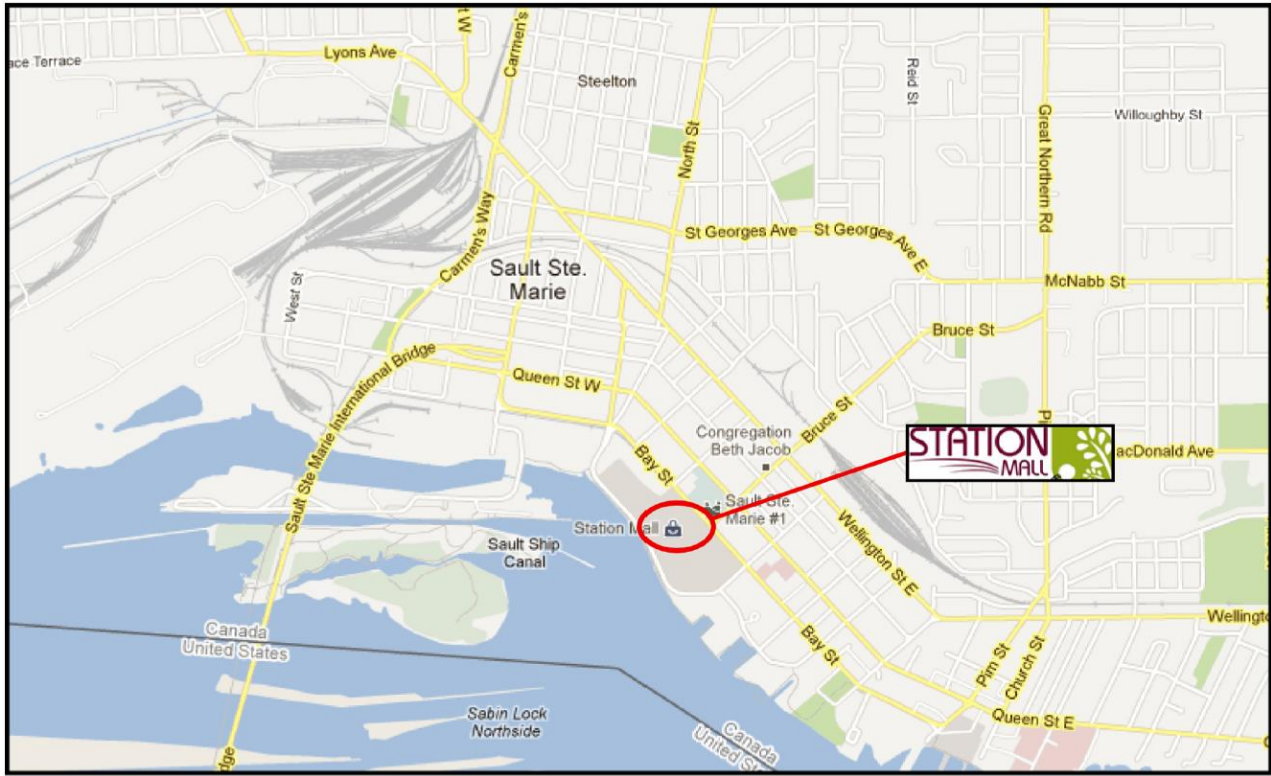 t W
Carmen's
Lyons Ave
ace Terrace
Steelton
Reid St
Willoughby St
Great Northern Rd
North St
St Georges Ave
St Georges Ave E
Carmen's Way
Sault Ste.
Marie
McNabb St
West St
Bruce St
Sault Ste Marie International Bridge
Queen St W
Congregation
Beth Jacob
Bruce St
STATION
MALL
Pi
acDonald Ave
Bay St
Sault Ste.
Marie #1
Station Mall
Sault Ship
Canal
Wellington St E
Canada
United States
Wellingto
Bay St
Pim St
Church St
Sabin Lock
Northside
Queen St E
Canada
United St
dge